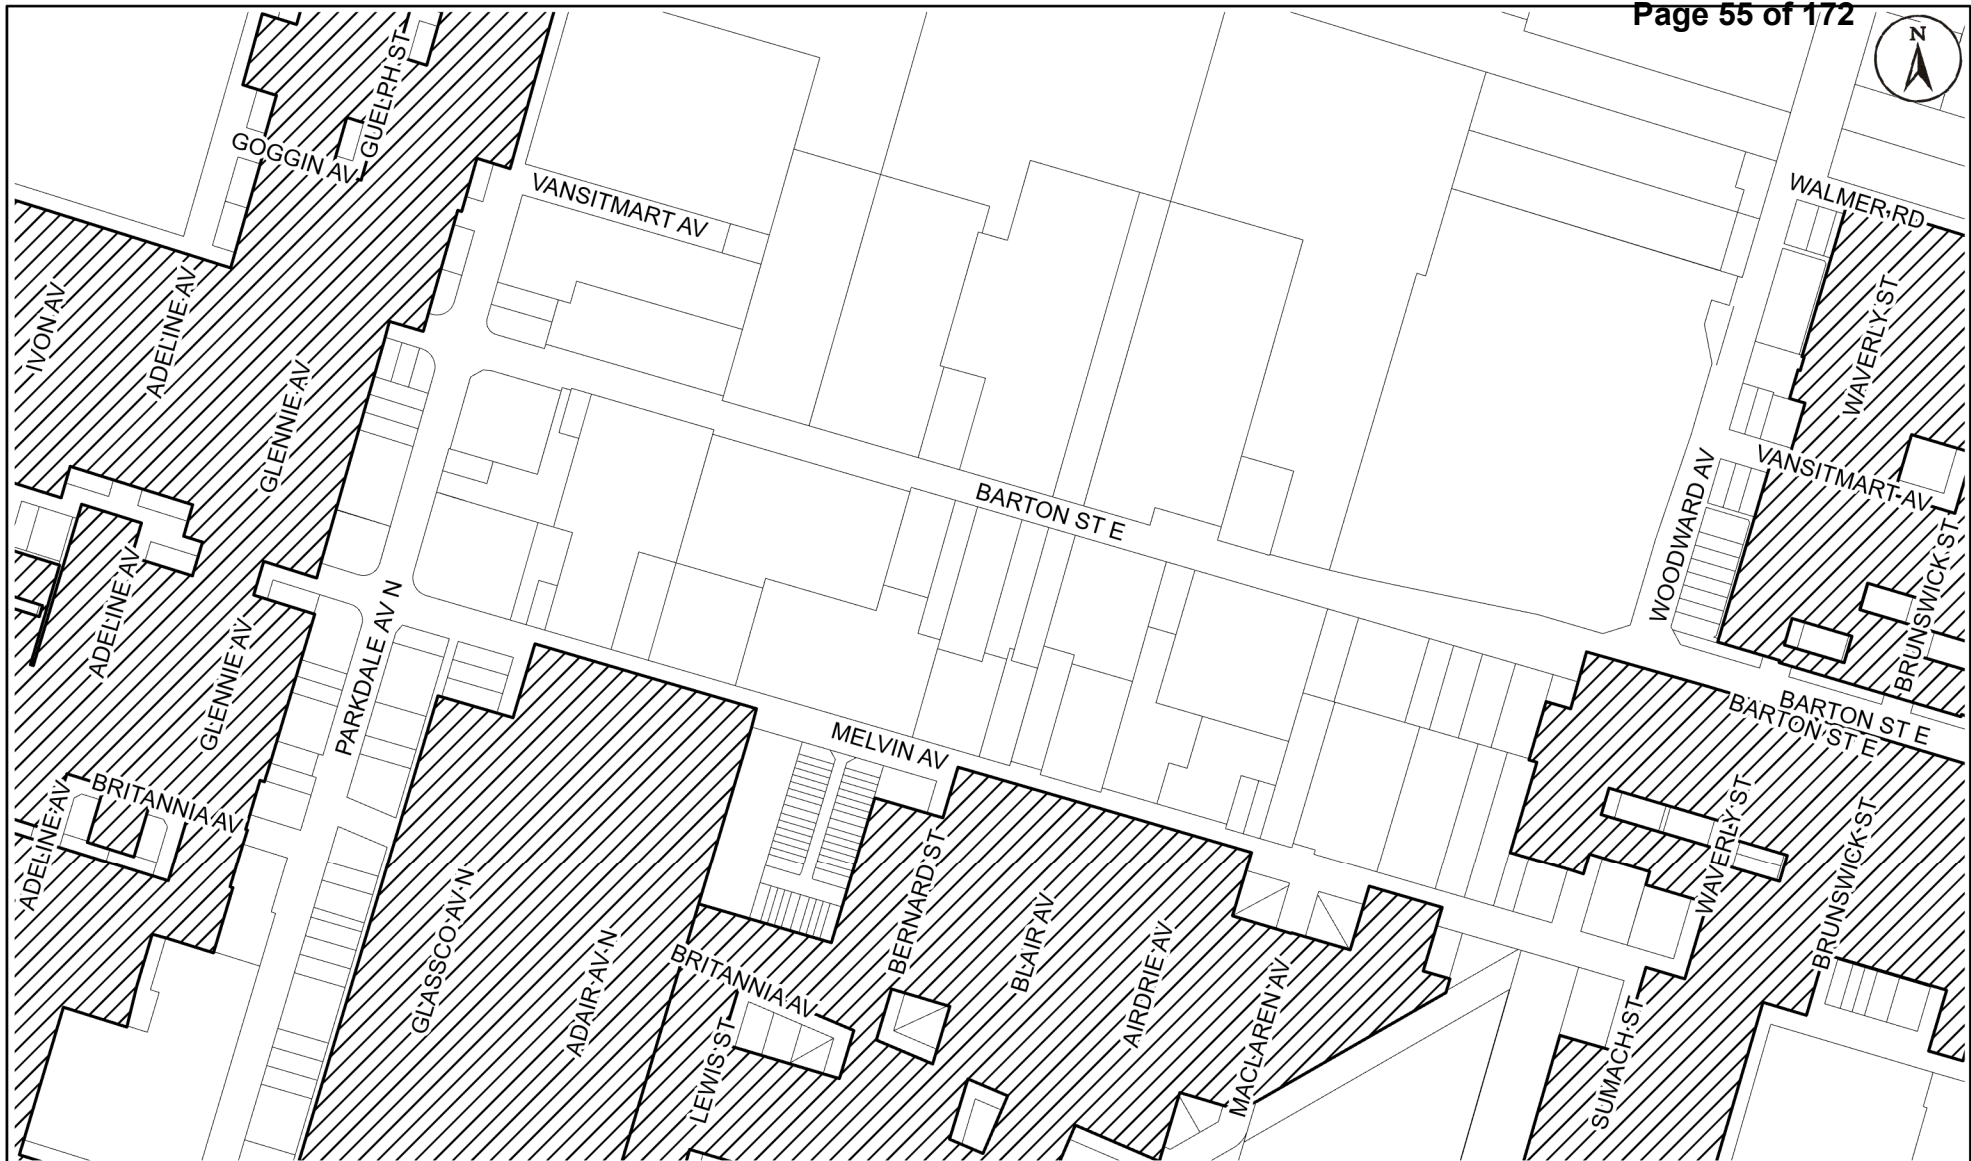 Page 55 of 172
N
GUELPH ST
GOGGIN AV
VANSITMART AV
WALMER RD
IVON AV
ADELINE AV
WAVERLY ST
GLENNIE AV
VANSITMART AV
BARTON ST E
WOODWARD AV
BRUNSWICK ST
ADELINE AV
GLENNIE AV
PARKDALE AV N
MELVIN AV
BARTON ST E
BARTON ST E
BRITANNIA AV
ADELINE AV
WAVERLY ST
BRUNSWICK ST
BERNARD ST
GLASSCO AV N
ADAIR AV N
BRITANNIA AV
BLAIR AV
AIRDRIE AV
MACLAREN AV
LEWIS ST
SUMACH ST